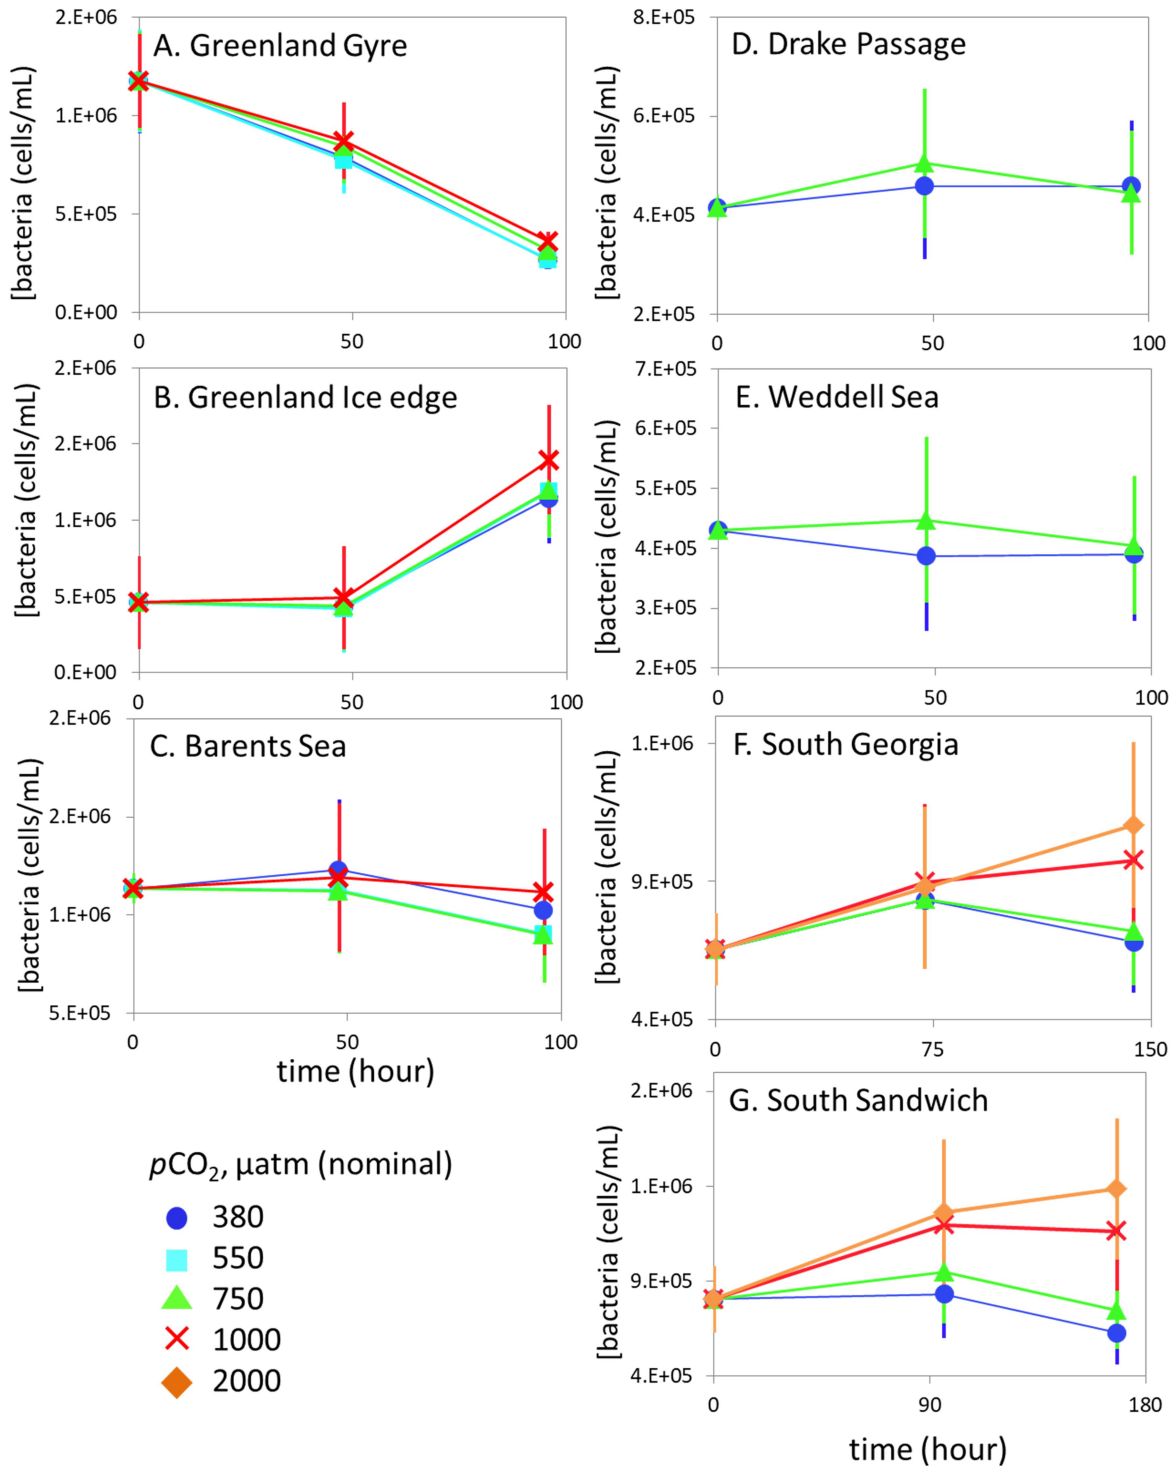 A. Greenland Gyre
[bacteria (cells/mL)
2.E+06
1.E+06
5.E+05
0.E+00
0
50
100
B. Greenland Ice edge
[bacteria (cells/mL)
2.E+06
2.E+06
1.E+06
5.E+05
0.E+00
0
50
100
C. Barents Sea
[bacteria (cells/mL)
2.E+06
2.E+06
1.E+06
5.E+05
0
50
100
time (hour)
pCO₂, µatm (nominal)
380
550
750
1000
2000
D. Drake Passage
[bacteria (cells/mL)
8.E+05
6.E+05
4.E+05
2.E+05
0
50
100
E. Weddell Sea
[bacteria (cells/mL)
7.E+05
6.E+05
5.E+05
4.E+05
3.E+05
2.E+05
0
50
100
F. South Georgia
[bacteria (cells/mL)
1.E+06
9.E+05
4.E+05
0
75
150
G. South Sandwich
[bacteria (cells/mL)
2.E+06
1.E+06
9.E+05
4.E+05
0
90
180
time (hour)